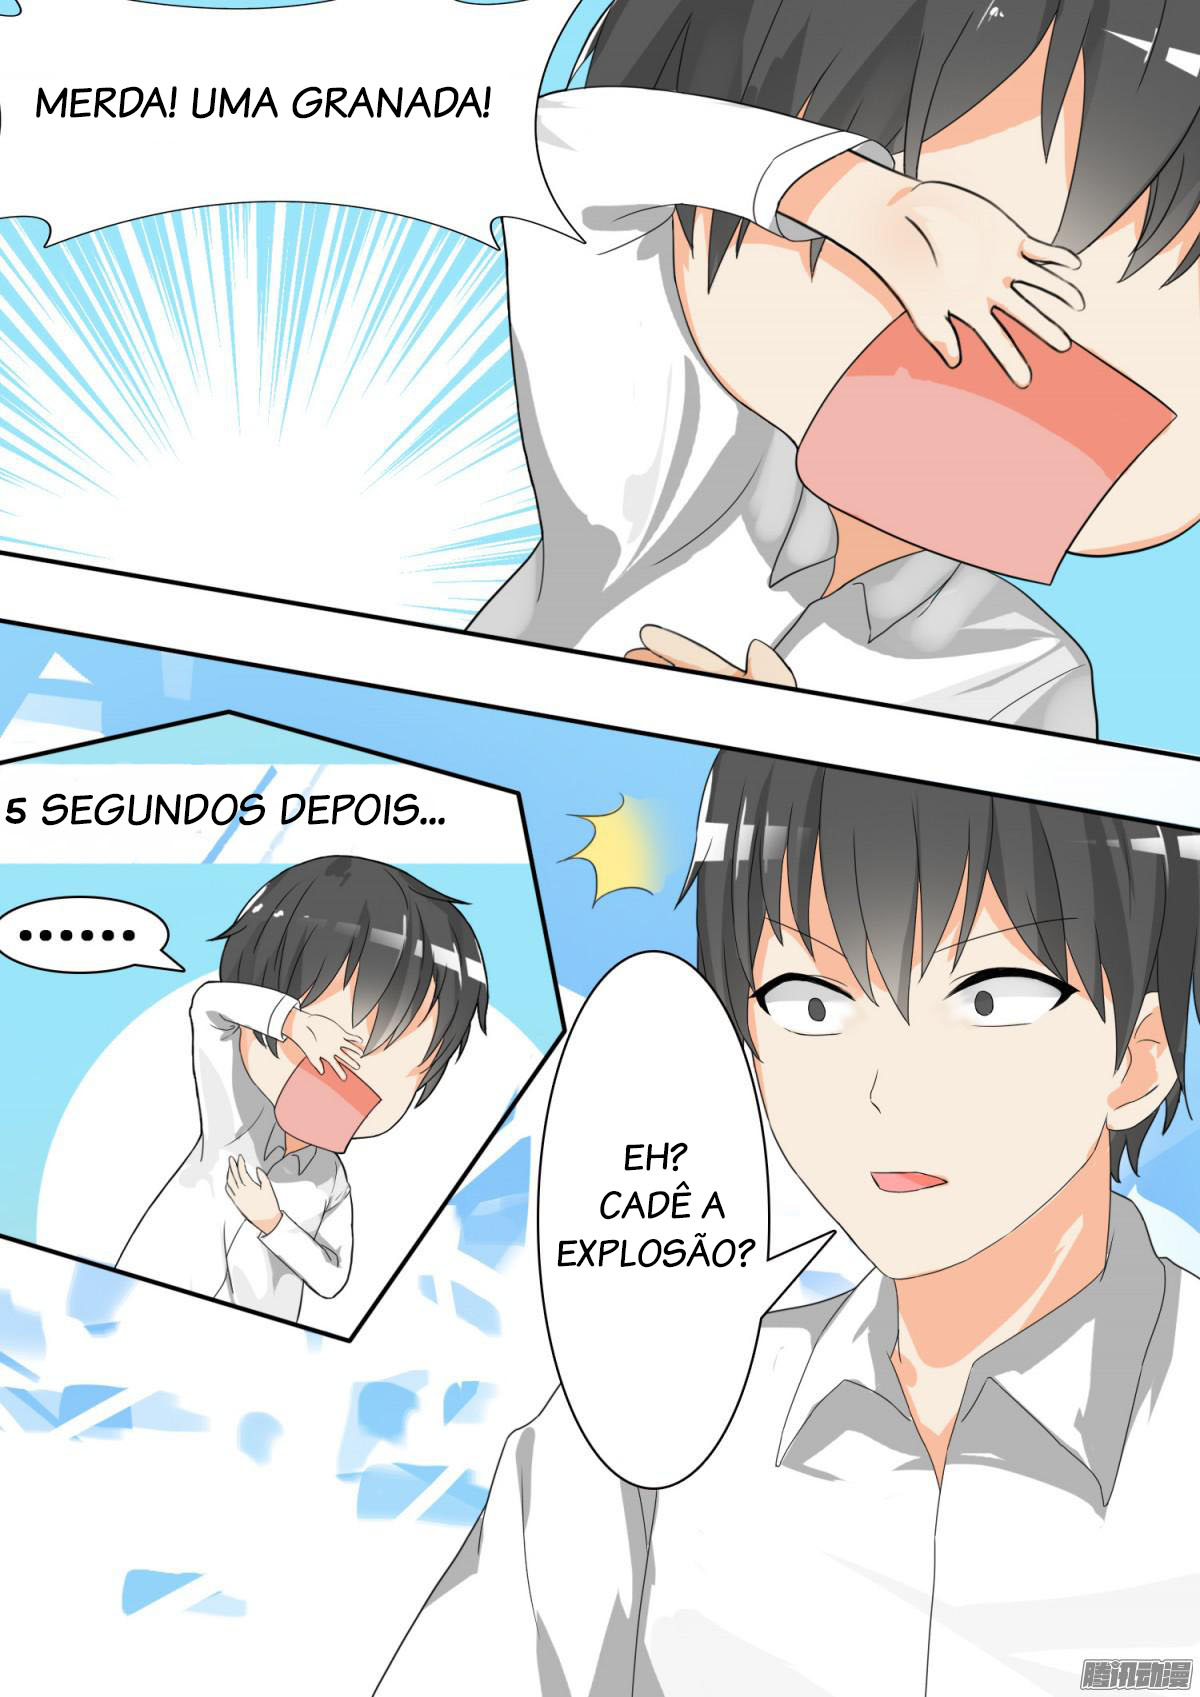 MERDA! UMA GRANADA!
5 SEGUNDOS DEPOIS...
......
EH?
CADÊ A
EXPLOSÃO?
腾讯动漫